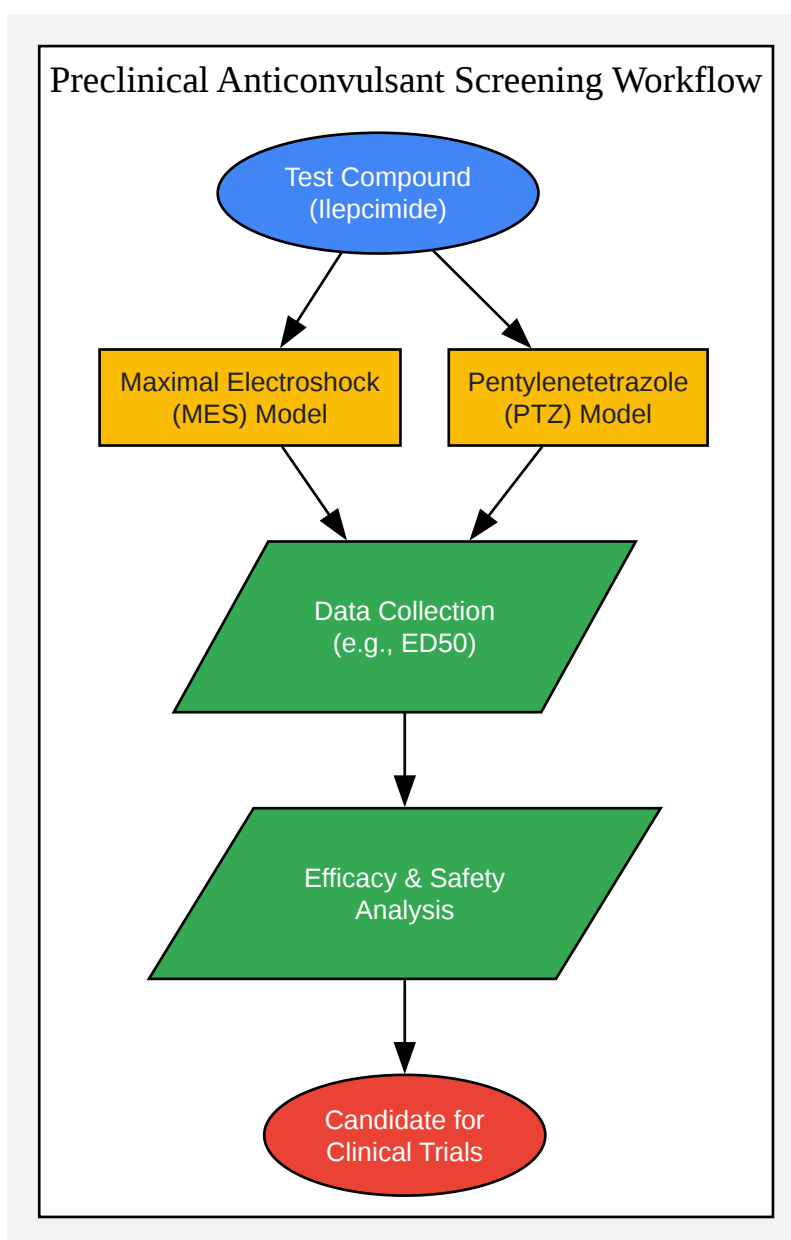 Preclinical Anticonvulsant Screening Workflow
Test Compound
(Ilepcimide)
Maximal Electroshock
(MES) Model
Pentylenetetrazole
(PTZ) Model
Data Collection
(e.g., ED50)
Efficacy & Safety
Analysis
Candidate for
Clinical Trials